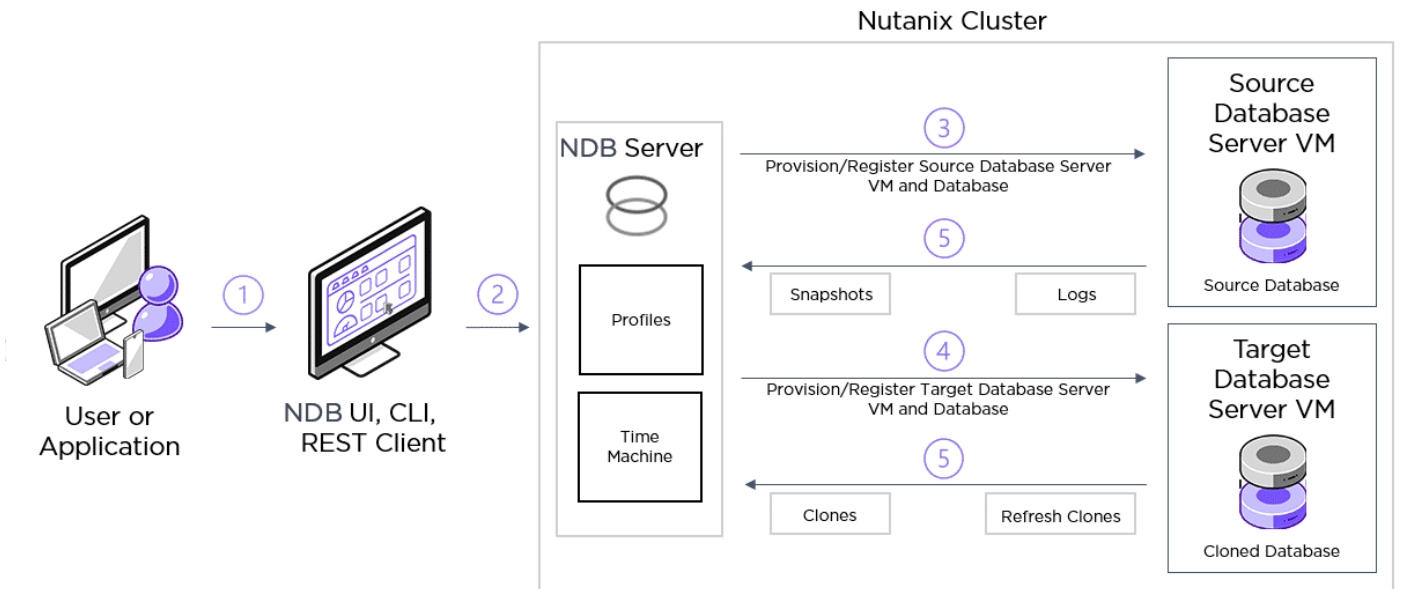 Nutanix Cluster
1
User or
Application
NDB UI, CLI,
REST Client
2
NDB Server
Profiles
Time
Machine
3
Provision/Register Source Database Server
VM and Database
5
Snapshots
Logs
4
Provision/Register Target Database Server
VM and Database
5
Clones
Refresh Clones
Source
Database
Server VM
Source Database
Target
Database
Server VM
Cloned Database